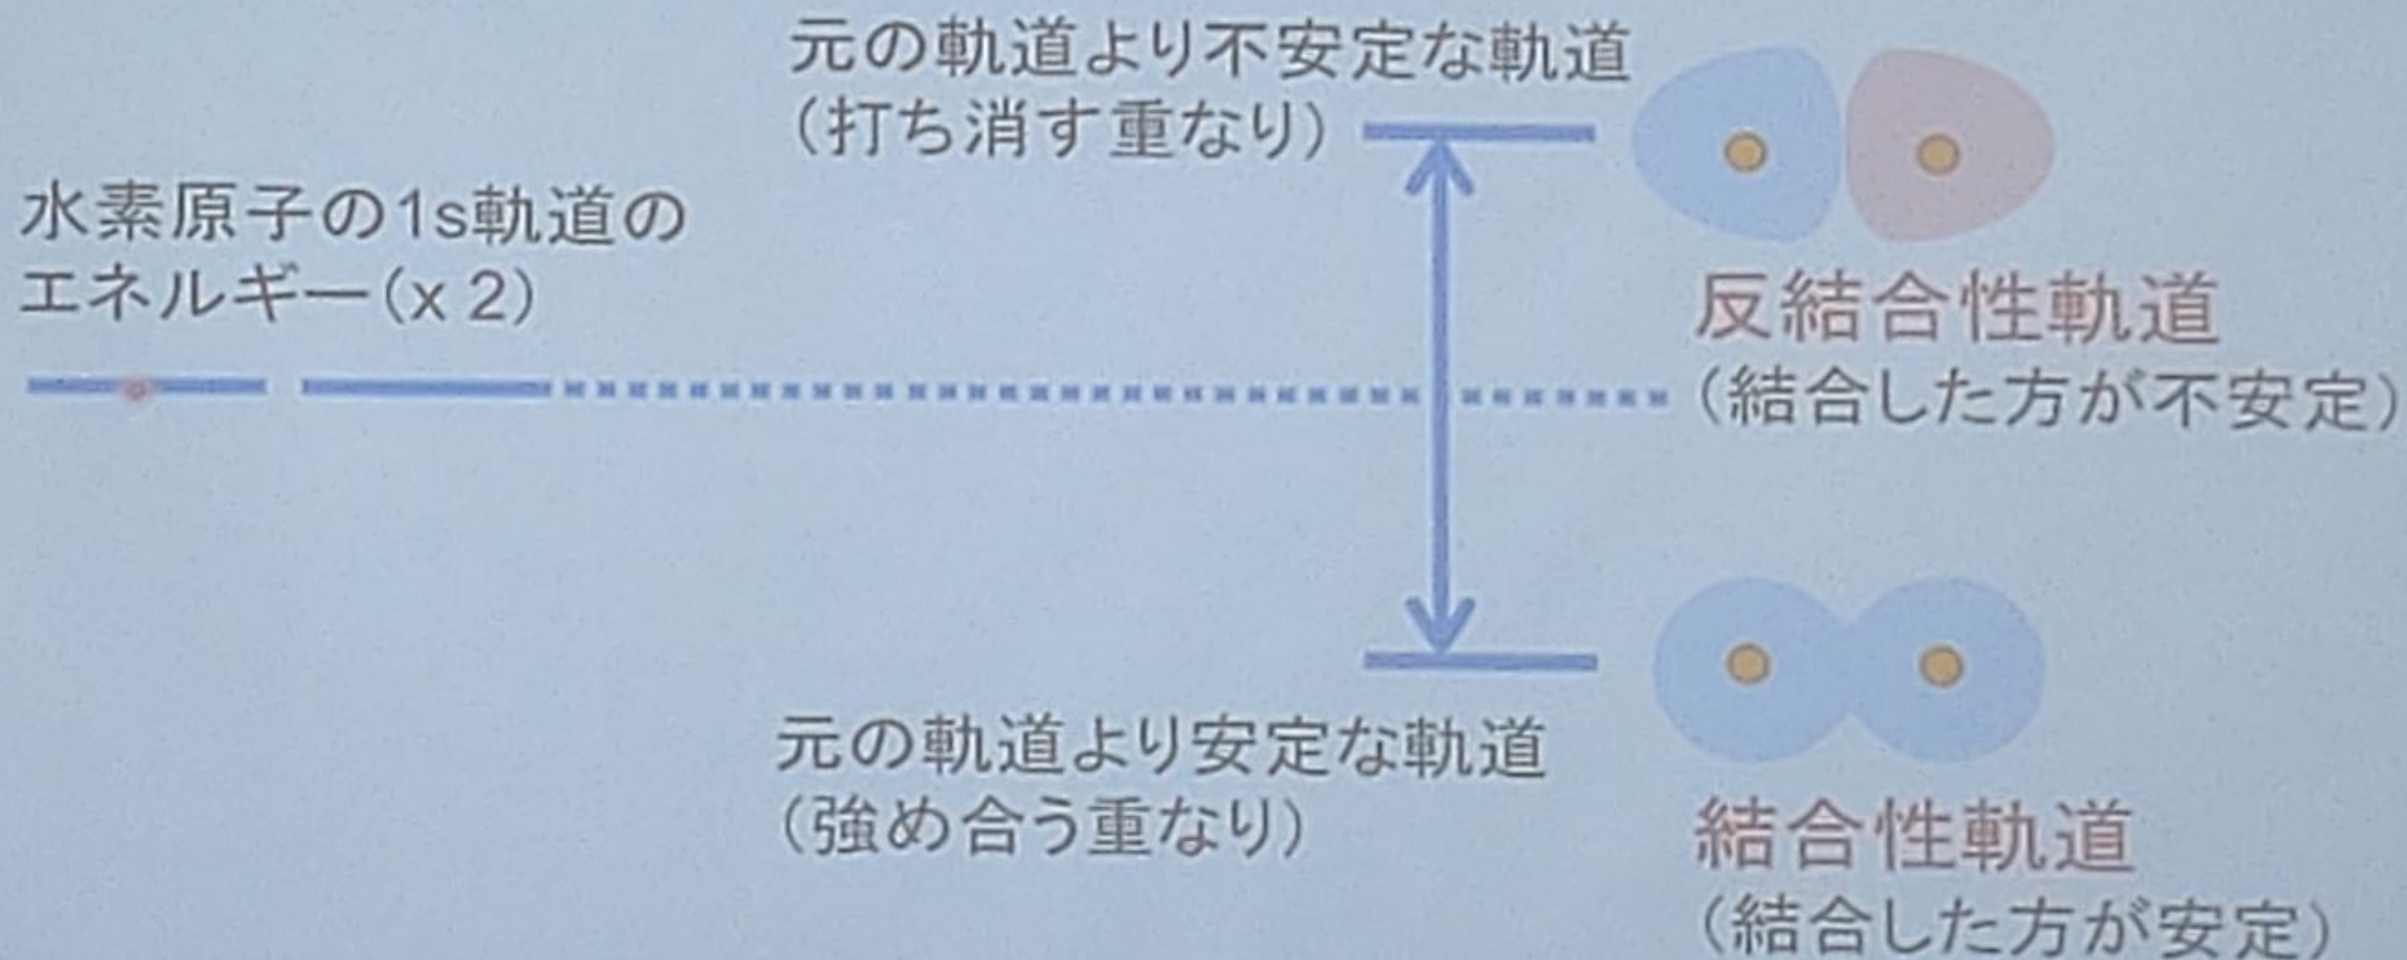 元の軌道より不安定な軌道
（打ち消す重なり）
水素原子の1s軌道の
エネルギー（x 2）
反結合性軌道
（結合した方が不安定）
元の軌道より安定な軌道
（強め合う重なり）
結合性軌道
（結合した方が安定）